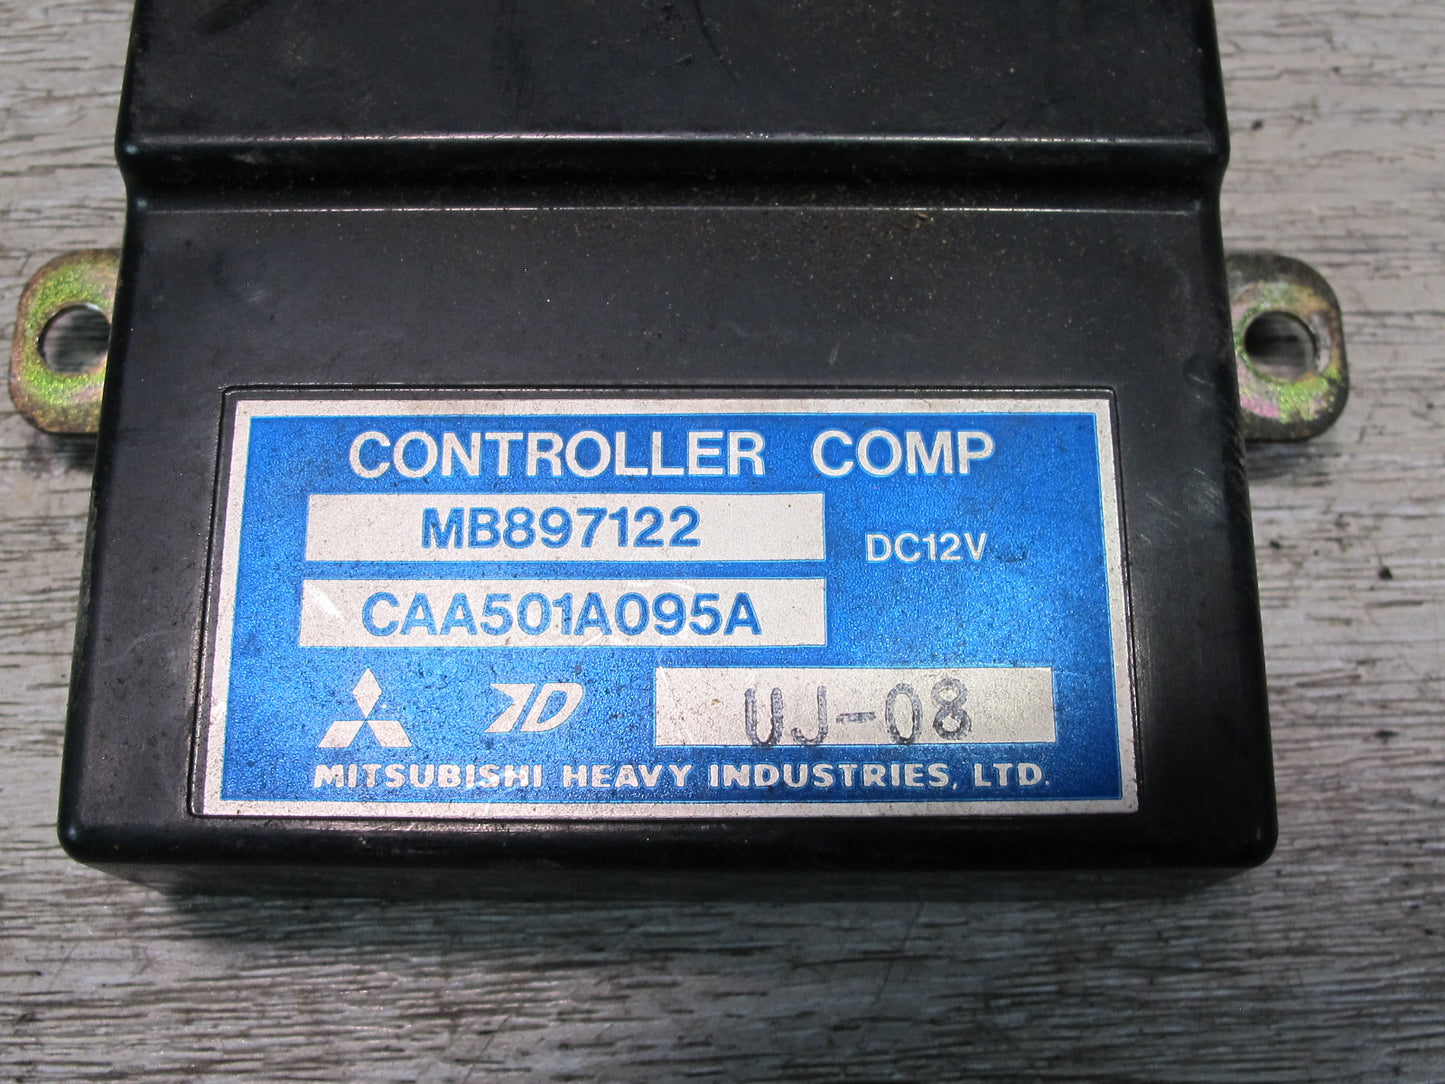 CONTROLLER COMP
MB897122
DC12V
CAA501A095A
UJ-08
MITSUBISHI HEAVY INDUSTRIES, LTD.